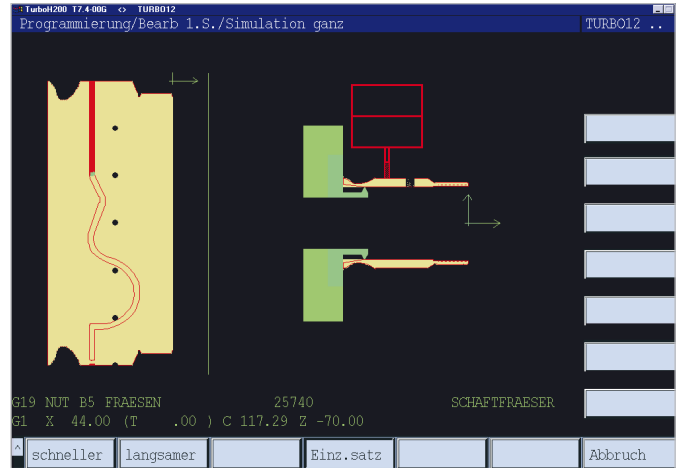 TurboH200 T7.4-00G <> TURBO12
Programmierung/Bearb 1.S./Simulation ganz TURBO12 ..
G19 NUT B5 FRAESEN 25740 SCHAFTFRAESER
G1 X 44.00 (T .00 ) C 117.29 Z -70.00
^ schneller langsamer Einz.satz Abbruch